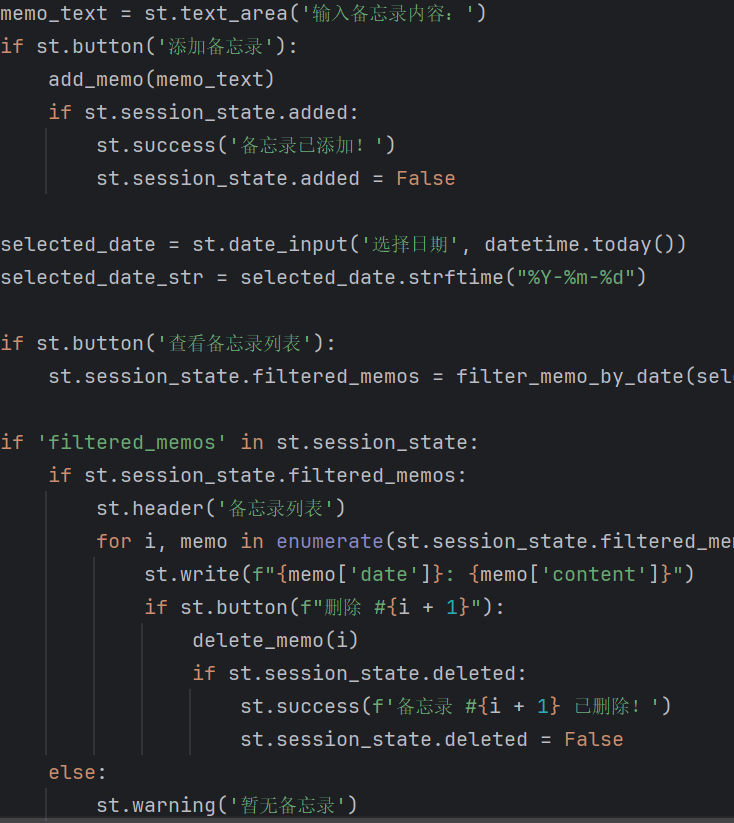 memo_text = st.text_area('输入备忘录内容：')
if st.button('添加备忘录'):
    add_memo(memo_text)
    if st.session_state.added:
        st.success('备忘录已添加！')
        st.session_state.added = False
selected_date = st.date_input('选择日期', datetime.today())
selected_date_str = selected_date.strftime("%Y-%m-%d")
if st.button('查看备忘录列表'):
    st.session_state.filtered_memos = filter_memo_by_date(sel
if 'filtered_memos' in st.session_state:
    if st.session_state.filtered_memos:
        st.header('备忘录列表')
        for i, memo in enumerate(st.session_state.filtered_me
            st.write(f"{memo['date']}: {memo['content']}")
            if st.button(f"删除 #{i + 1}"):
                delete_memo(i)
                if st.session_state.deleted:
                    st.success(f'备忘录 #{i + 1} 已删除！')
                    st.session_state.deleted = False
    else:
        st.warning('暂无备忘录')